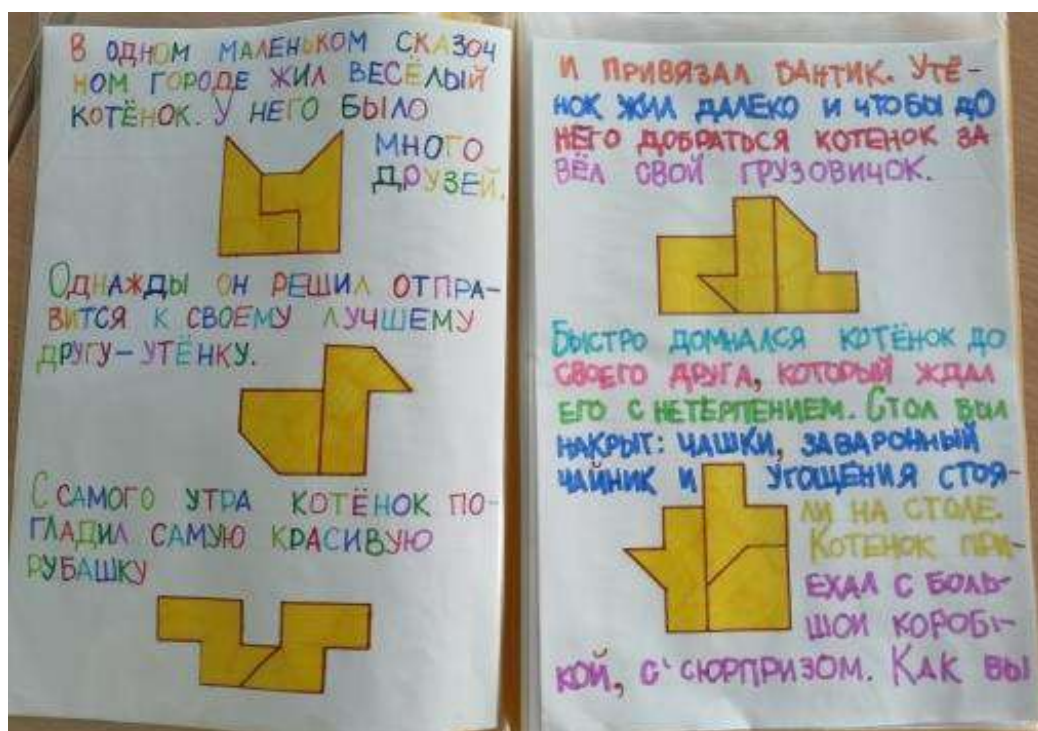 В ОДНОМ МАЛЕНЬКОМ СКАЗОЧ
НОМ ГОРОДЕ ЖИЛ ВЕСЁЛЫЙ
КОТЁНОК. У НЕГО БЫЛО
МНОГО
ДРУЗЕЙ.
ОДНАЖДЫ ОН РЕШИЛ ОТПРА-
ВИТСЯ К СВОЕМУ ЛУЧШЕМУ
ДРУГУ-УТЁНКУ.
С САМОГО УТРА КОТЁНОК ПО-
ГЛАДИЛ САМУЮ КРАСИВУЮ
РУБАШКУ
И ПРИВЯЗАЛ БАНТИК. УТЁ-
НОК ЖИЛ ДАЛЕКО И ЧТОБЫ ДО
НЕГО ДОБРАТЬСЯ КОТЕНОК ЗА
ВЁЛ СВОЙ ГРУЗОВИЧОК.
БЫСТРО ДОМЧАЛСЯ КОТЁНОК ДО
СВОЕГО ДРУГА, КОТОРЫЙ ЖДАЛ
ЕГО С НЕТЕРПЕНИЕМ. СТОЛ БЫЛ
НАКРЫТ: ЧАШКИ, ЗАВАРОННЫЙ
ЧАЙНИК И УГОЩЕНИЯ СТОЯ-
ЛИ НА СТОЛЕ.
КОТЕНОК ПРИ-
ЕХАЛ С БОЛЬ-
ШОЙ КОРОБ-
КОЙ, С СЮРПРИЗОМ. КАК ВЫ